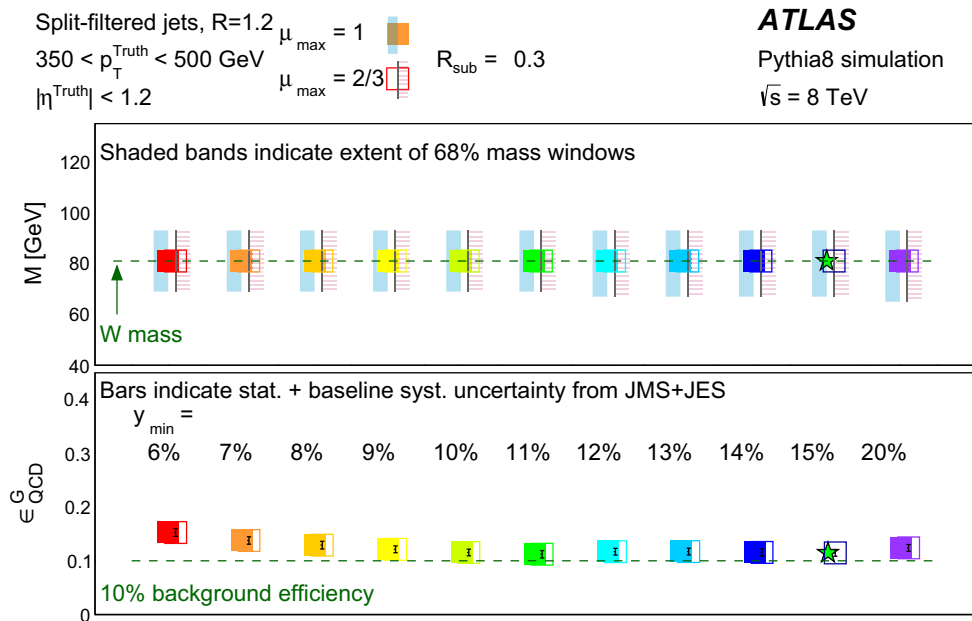 Split-filtered jets, R=1.2
350 < p_T^Truth < 500 GeV
|η^Truth| < 1.2
μ_max = 1
μ_max = 2/3
R_sub = 0.3
ATLAS
Pythia8 simulation
√s = 8 TeV
Shaded bands indicate extent of 68% mass windows
M [GeV]
120
100
80
60
40
W mass
Bars indicate stat. + baseline syst. uncertainty from JMS+JES
y_min =
6% 7% 8% 9% 10% 11% 12% 13% 14% 15% 20%
∈^G_QCD
0.4
0.3
0.2
0.1
0
10% background efficiency